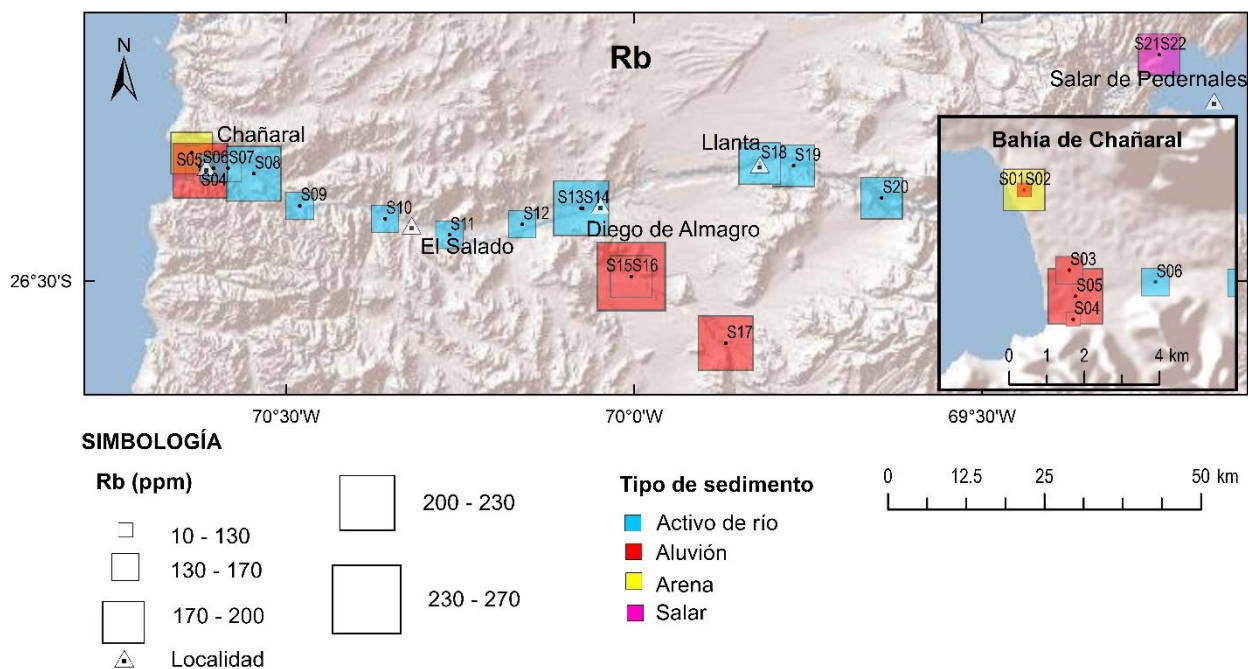 N
Rb
S21S22
Salar de Pedernales
Chañaral
Llanta
S18
S19
S05
S06
S07
S08
S04
S09
S10
S11
S12
S13S14
S20
El Salado
Diego de Almagro
S15S16
S17
26°30'S
Bahía de Chañaral
S01S02
S03
S05
S06
S04
0 1 2 4 km
70°30'W
70°0'W
69°30'W
SIMBOLOGÍA
Rb (ppm)
10 - 130
130 - 170
170 - 200
Localidad
200 - 230
230 - 270
Tipo de sedimento
Activo de río
Aluvión
Arena
Salar
0 12.5 25 50 km